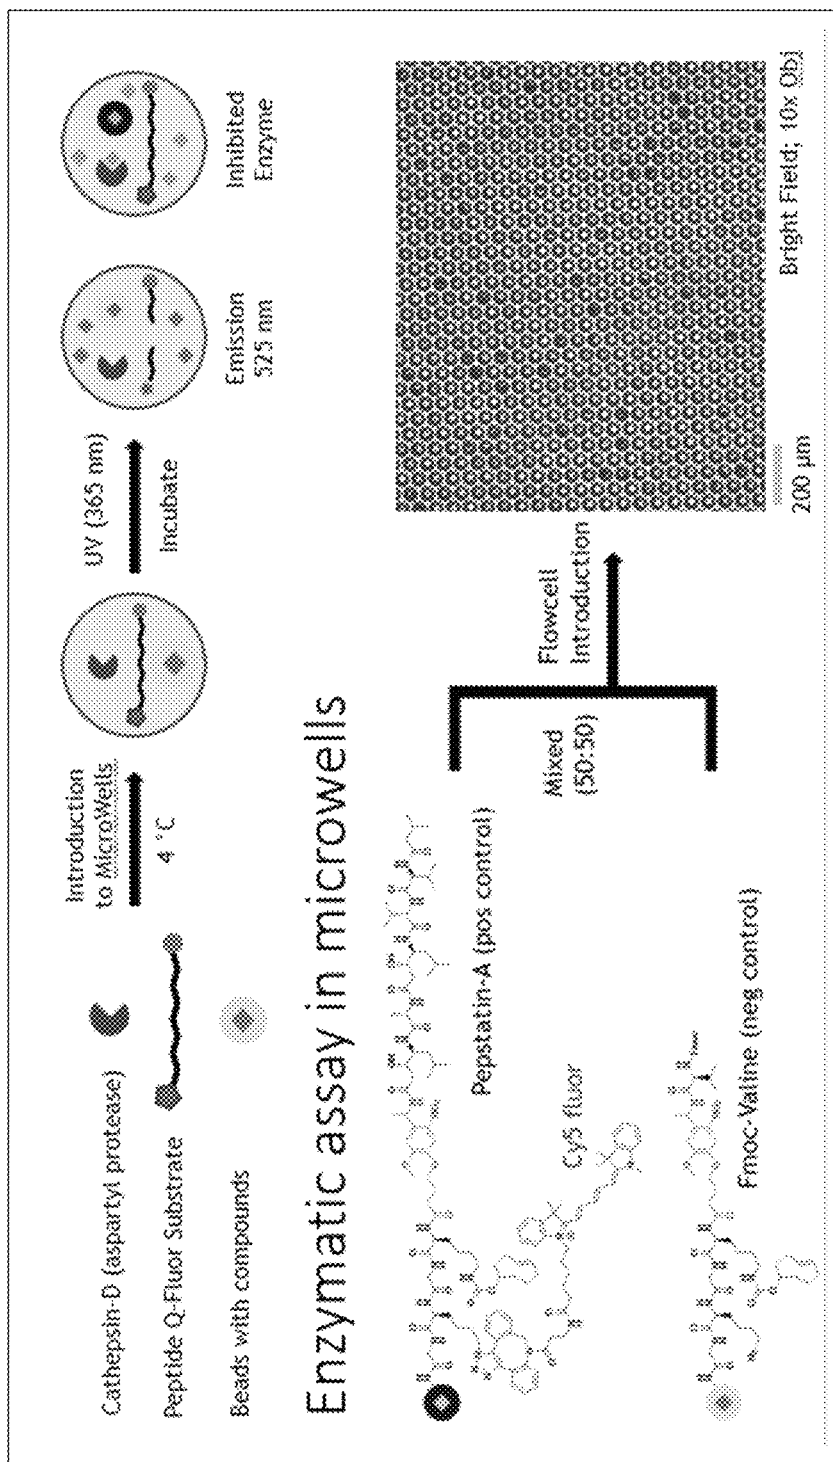 Cathepsin-D (aspartyl protease)
Peptide Q-Fluor Substrate
Beads with compounds
Introduction
to MicroWells
4 °C
UV (365 nm)
Incubate
Emission
525 nm
Inhibited
Enzyme
Enzymatic assay in microwells
Pepstatin-A (pos control)
Cy5 fluor
Fmoc-Valine (neg control)
Mixed
(50:50)
Flowcell
Introduction
200 µm
Bright Field; 10x Obj